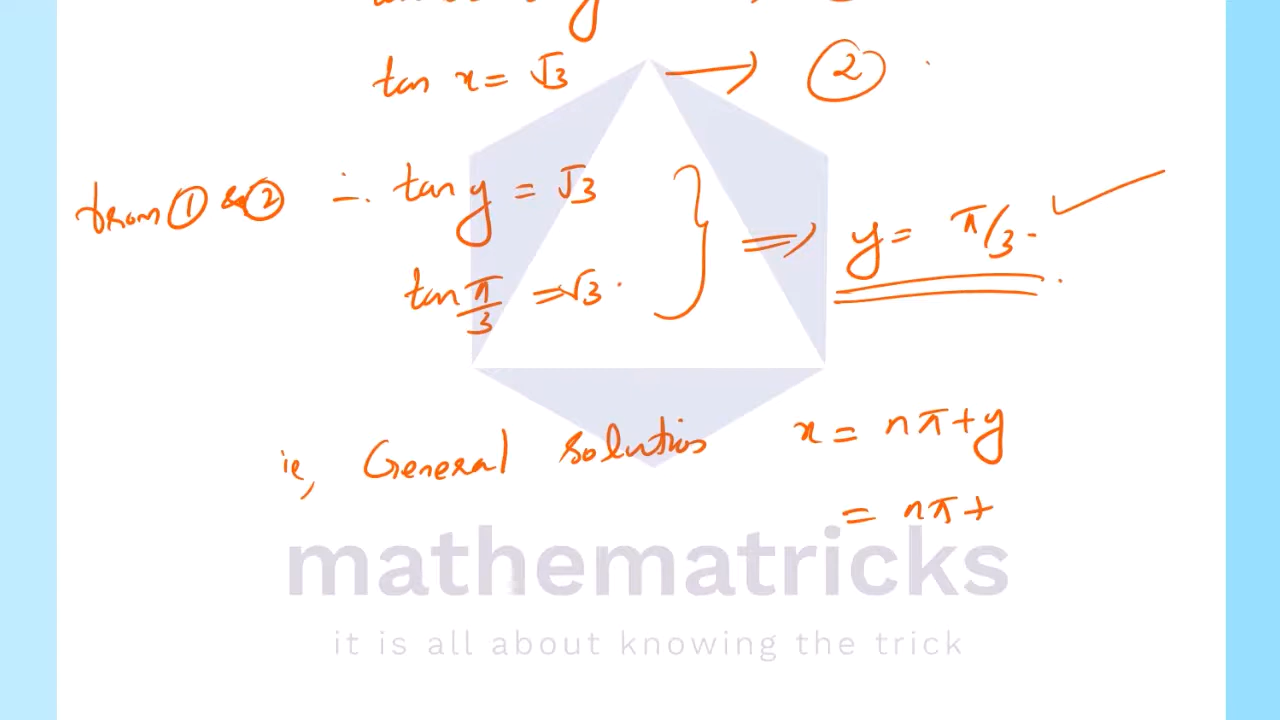 tan x = √3 → ②
from ① & ② ∴ tan y = √3
tan π/3 = √3 . ⟹ y = π/3 .
ie, General solution x = nπ + y
= nπ +
mathematricks
it is all about knowing the trick